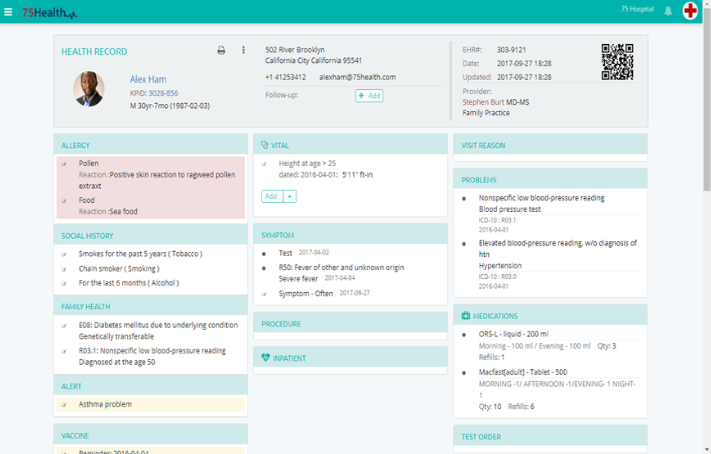 75Health
75 Hospital
HEALTH RECORD
Alex Ham
KPID: 3028-856
M 30yr-7mo (1987-02-03)
502 River Brooklyn
California City California 95541
+1 41253412 alexham@75health.com
Follow-up: + Add
EHR#: 303-9121
Date: 2017-09-27 18:28
Updated: 2017-09-27 18:28
Provider:
Stephen Burt MD-MS
Family Practice
ALLERGY
Pollen
Reaction :Positive skin reaction to ragweed pollen
extraxt
Food
Reaction :Sea food
SOCIAL HISTORY
Smokes for the past 5 years ( Tobacco )
Chain smoker ( Smoking )
For the last 6 months ( Alcohol )
FAMILY HEALTH
E08: Diabetes mellitus due to underlying condition
Genetically transferable
R03.1: Nonspecific low blood-pressure reading
Diagnosed at the age 50
ALERT
Asthma problem
VACCINE
Reminder: 2016-04-04
VITAL
Height at age > 25
dated: 2016-04-01: 5'11" ft-in
Add
SYMPTOM
Test 2017-04-02
R50: Fever of other and unknown origin
Severe fever 2017-04-04
Symptom - Often 2017-09-27
PROCEDURE
INPATIENT
VISIT REASON
PROBLEMS
Nonspecific low blood-pressure reading
Blood pressure test
ICD-10 : R03.1
2016-04-01
Elevated blood-pressure reading, w/o diagnosis of
htn
Hypertension
ICD-10 : R03.0
2016-04-01
MEDICATIONS
ORS-L - liquid - 200 ml
Morning - 100 ml / Evening - 100 ml Qty: 3
Refills: 1
Macfast[adult] - Tablet - 500
MORNING -1/ AFTERNOON -1/EVENING- 1 NIGHT-
1
Qty: 10 Refills: 6
TEST ORDER